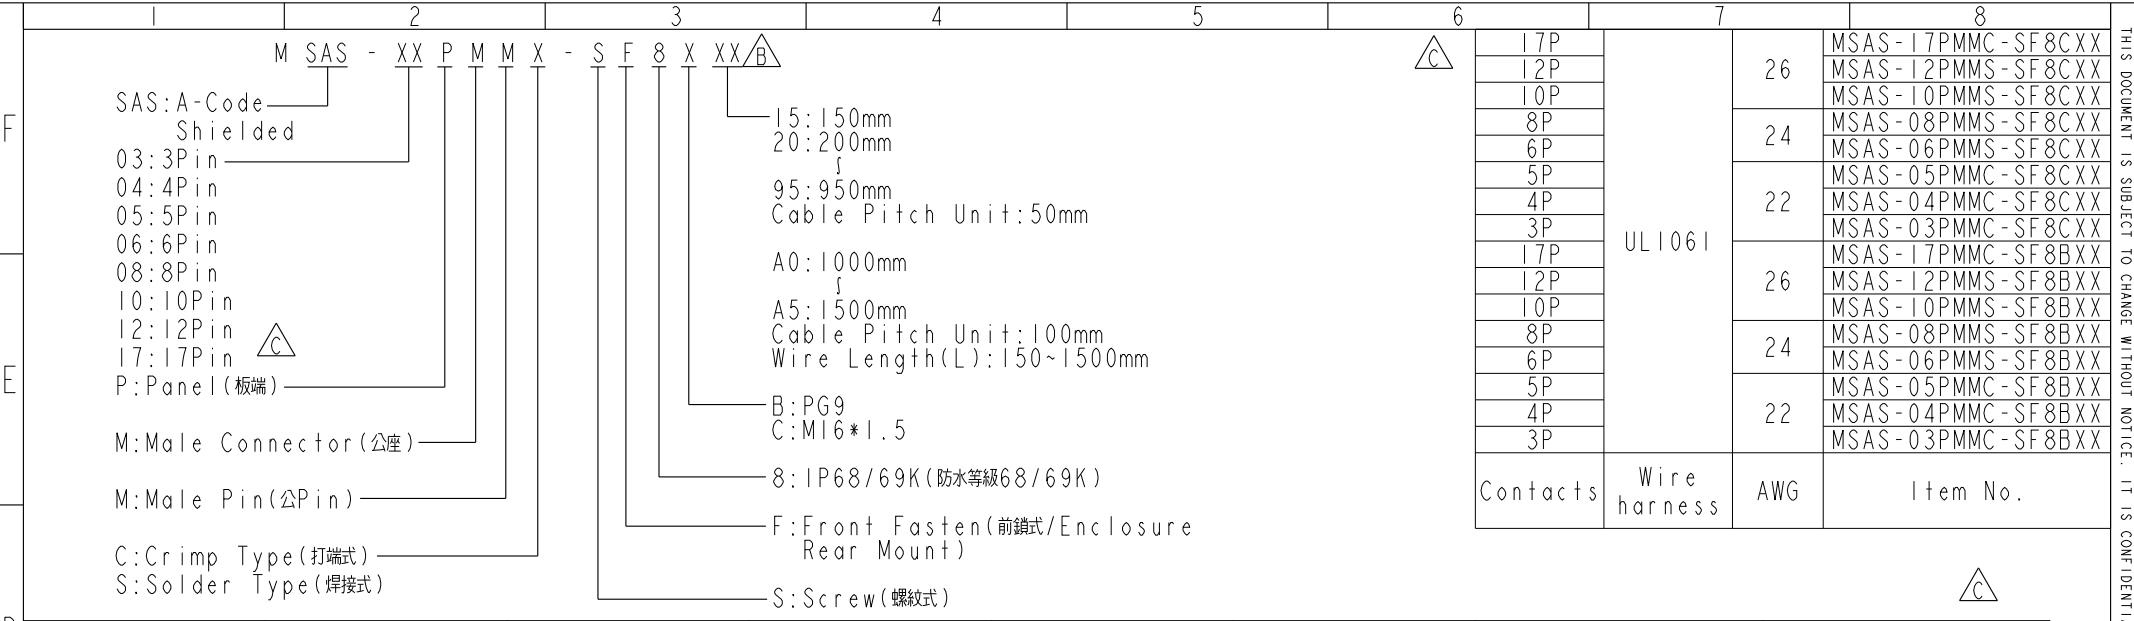 1 2 3 4 5 6 7 8
F
E
M SAS - XX P M M X - S F 8 X XX B
SAS:A-Code
Shielded
03:3Pin
04:4Pin
05:5Pin
06:6Pin
08:8Pin
10:10Pin
12:12Pin
17:17Pin C
P:Panel(板端)
M:Male Connector(公座)
M:Male Pin(公Pin)
C:Crimp Type(打端式)
S:Solder Type(焊接式)
15:150mm
20:200mm
∫
95:950mm
Cable Pitch Unit:50mm
A0:1000mm
∫
A5:1500mm
Cable Pitch Unit:100mm
Wire Length(L):150~1500mm
B:PG9
C:M16*1.5
8:IP68/69K(防水等級68/69K)
F:Front Fasten(前鎖式/Enclosure
Rear Mount)
S:Screw(螺紋式)
C
17P UL1061 26 MSAS-17PMMC-SF8CXX
12P MSAS-12PMMS-SF8CXX
10P MSAS-10PMMS-SF8CXX
8P 24 MSAS-08PMMS-SF8CXX
6P MSAS-06PMMS-SF8CXX
5P 22 MSAS-05PMMC-SF8CXX
4P MSAS-04PMMC-SF8CXX
3P MSAS-03PMMC-SF8CXX
17P 26 MSAS-17PMMC-SF8BXX
12P MSAS-12PMMS-SF8BXX
10P MSAS-10PMMS-SF8BXX
8P 24 MSAS-08PMMS-SF8BXX
6P MSAS-06PMMS-SF8BXX
5P 22 MSAS-05PMMC-SF8BXX
4P MSAS-04PMMC-SF8BXX
3P MSAS-03PMMC-SF8BXX
Contacts Wire harness AWG Item No.
C
THIS DOCUMENT IS SUBJECT TO CHANGE WITHOUT NOTICE. IT IS